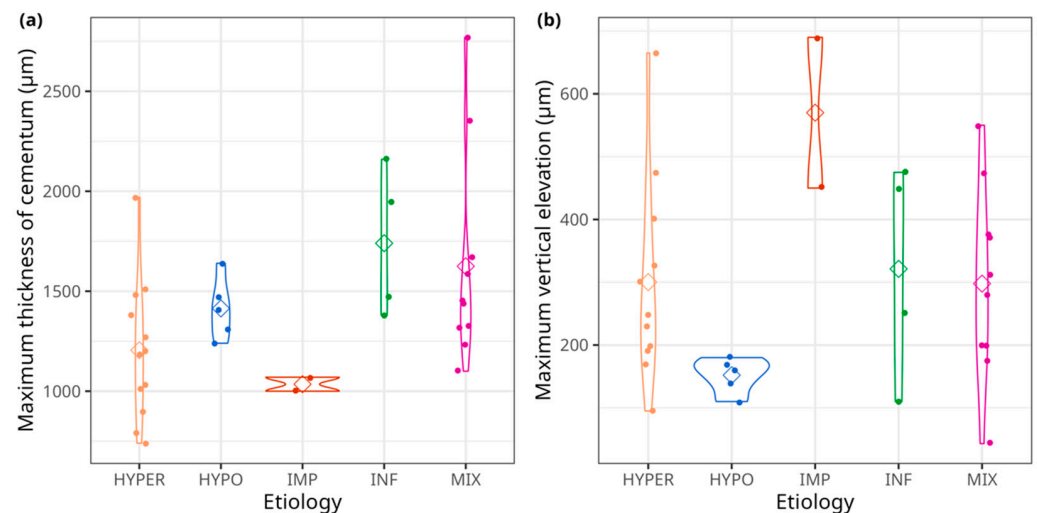 (a)
Maximum thickness of cementum (µm)
2500
2000
1500
1000
HYPER HYPO IMP INF MIX
Etiology
(b)
Maximum vertical elevation (µm)
600
400
200
HYPER HYPO IMP INF MIX
Etiology